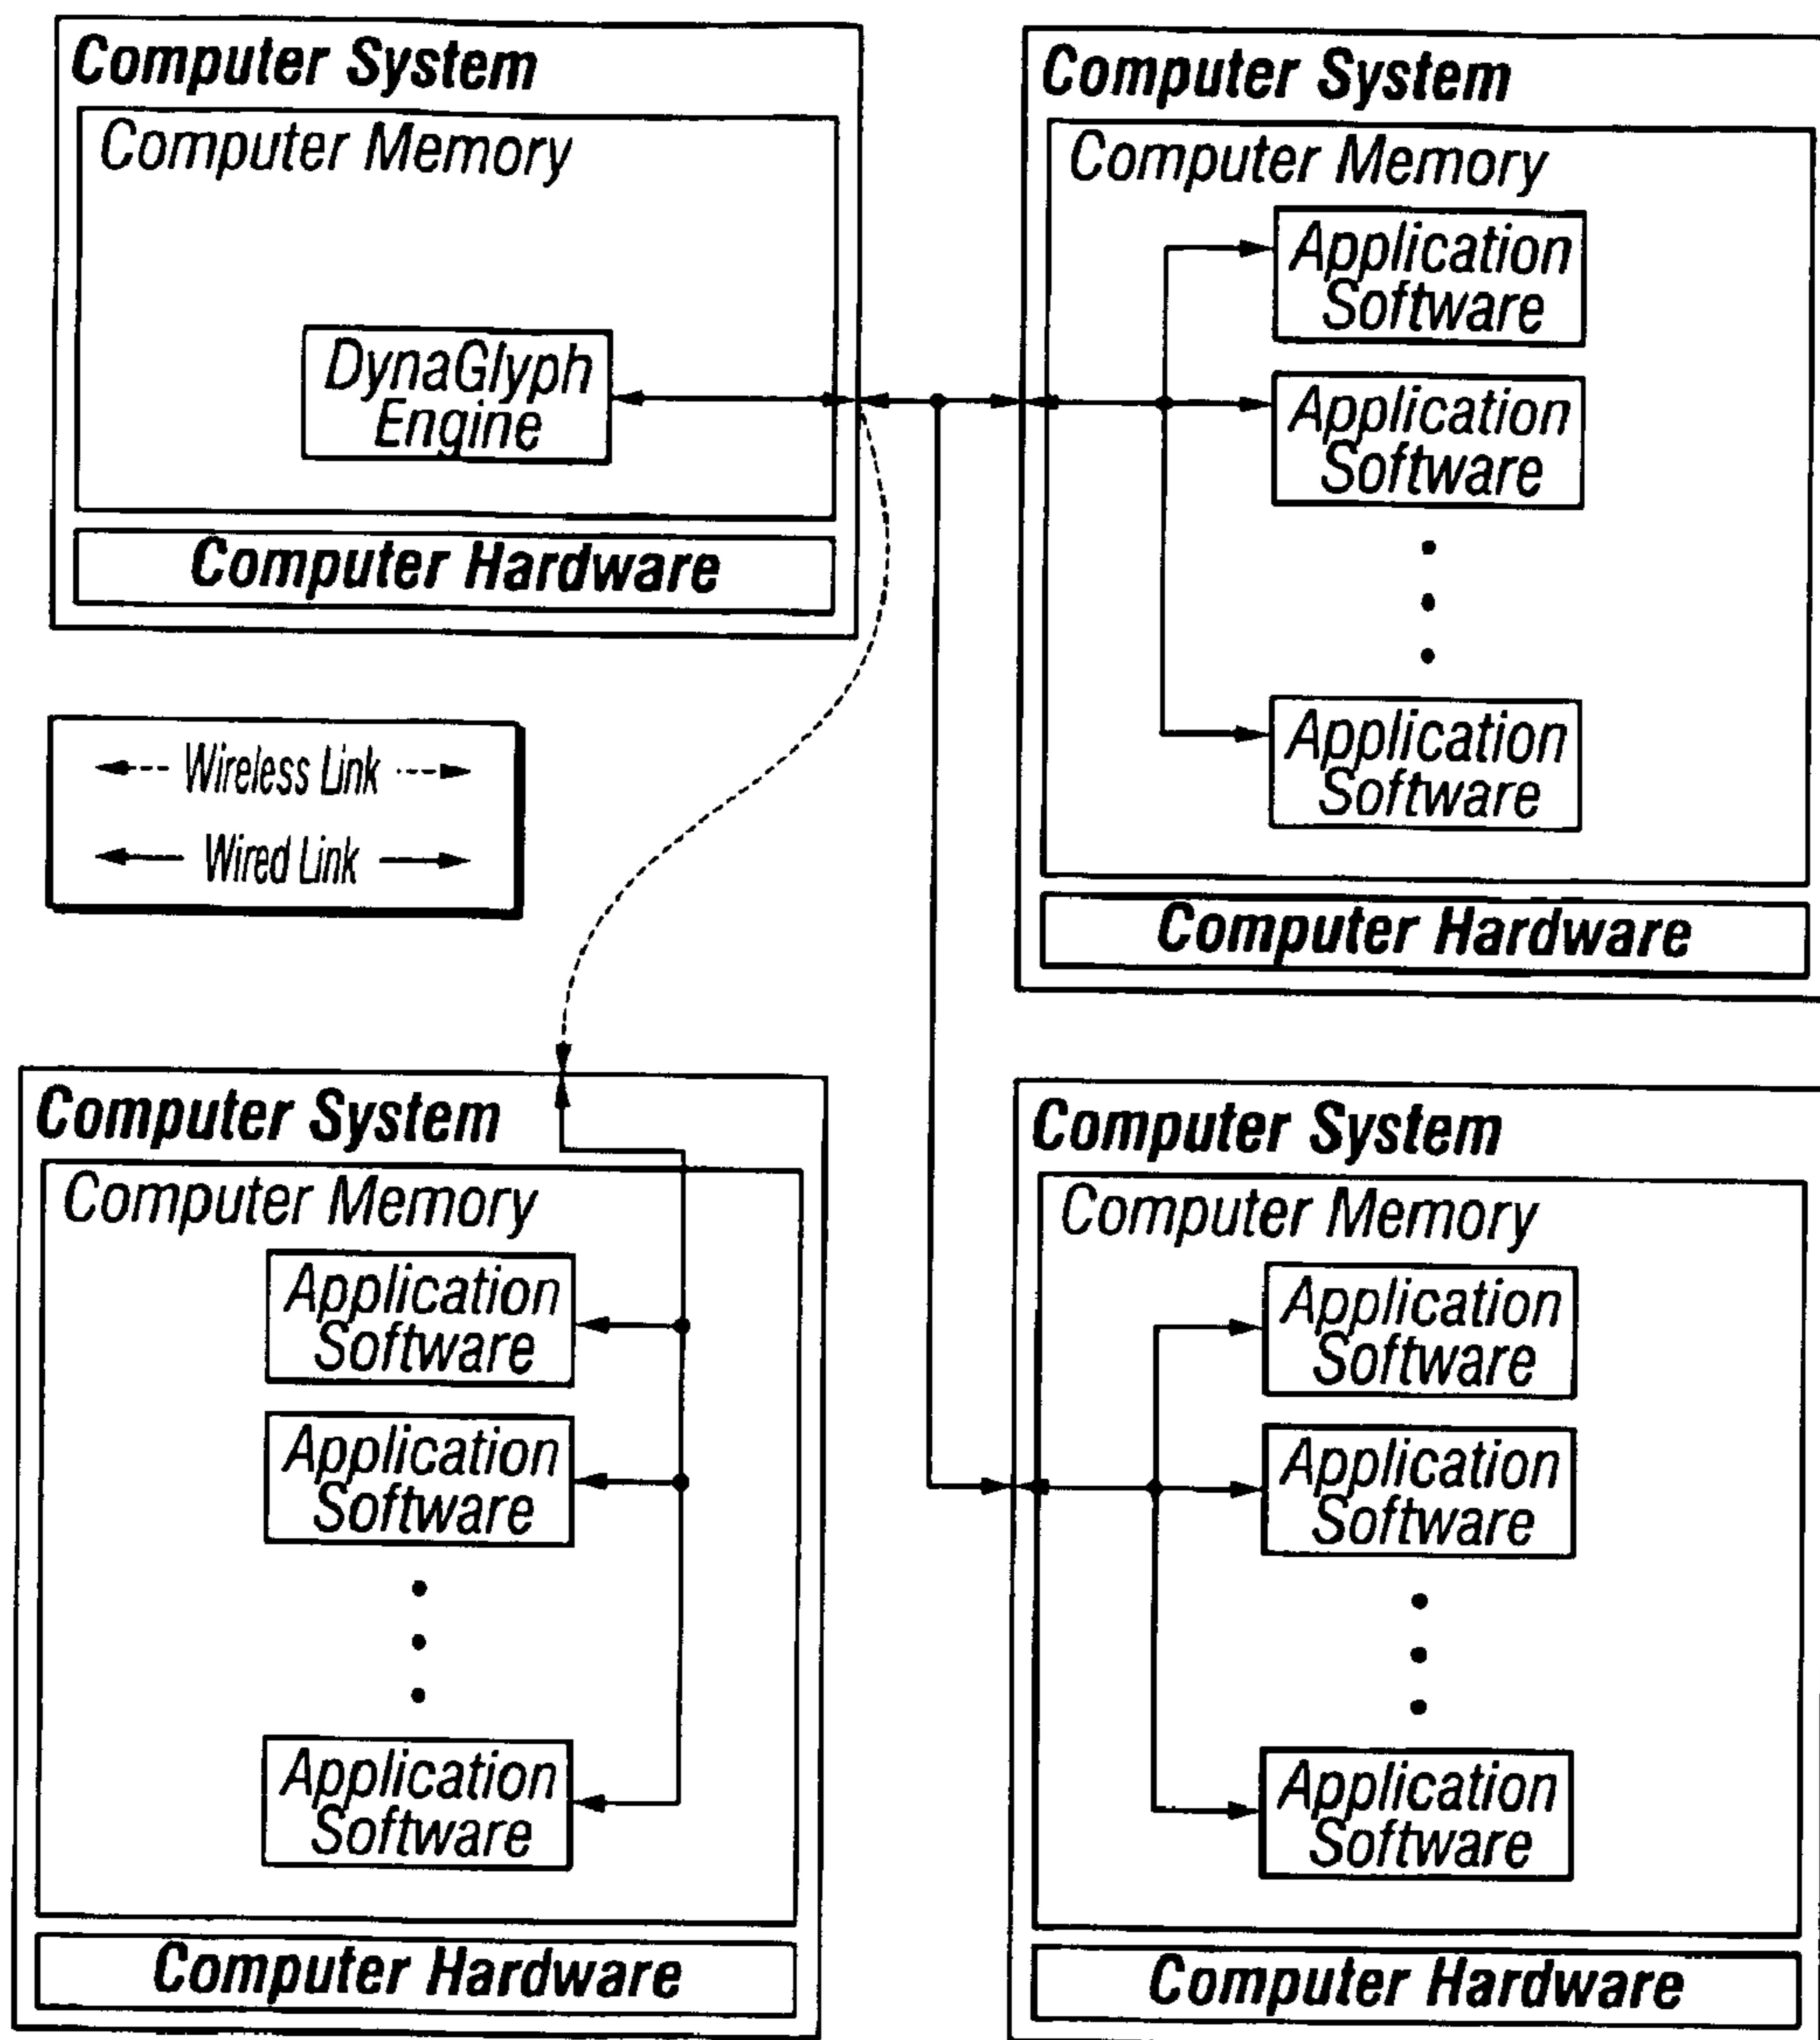 Computer System
Computer Memory
DynaGlyph
Engine
Computer Hardware
Computer System
Computer Memory
Application
Software
Application
Software
Application
Software
Computer Hardware
Wireless Link
Wired Link
Computer System
Computer Memory
Application
Software
Application
Software
Application
Software
Computer Hardware
Computer System
Computer Memory
Application
Software
Application
Software
Application
Software
Computer Hardware